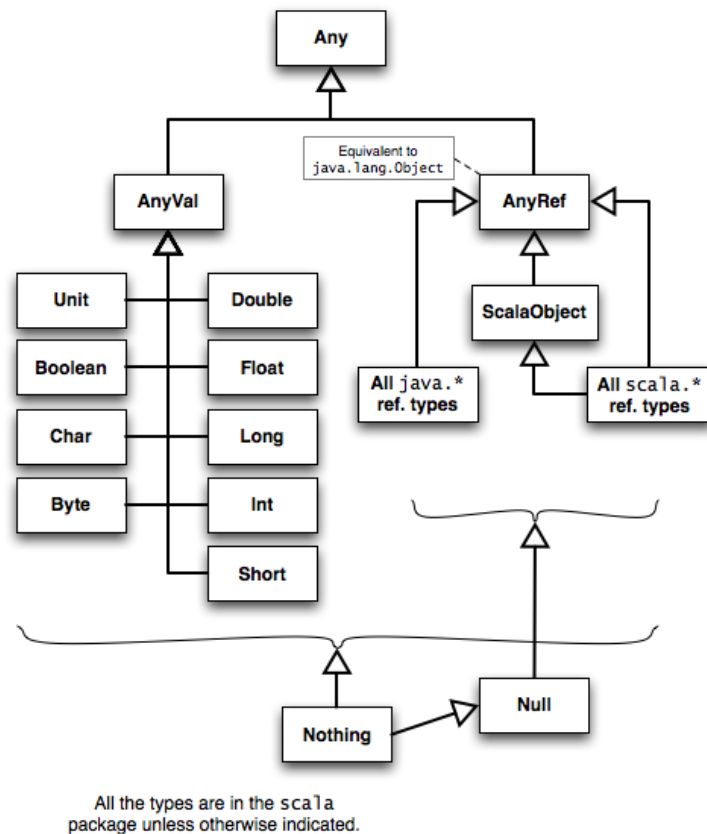 Any
Equivalent to
java.lang.Object
AnyVal
AnyRef
Unit
Double
ScalaObject
Boolean
Float
All java.*
ref. types
All scala.*
ref. types
Char
Long
Byte
Int
Short
Nothing
Null
All the types are in the scala
package unless otherwise indicated.